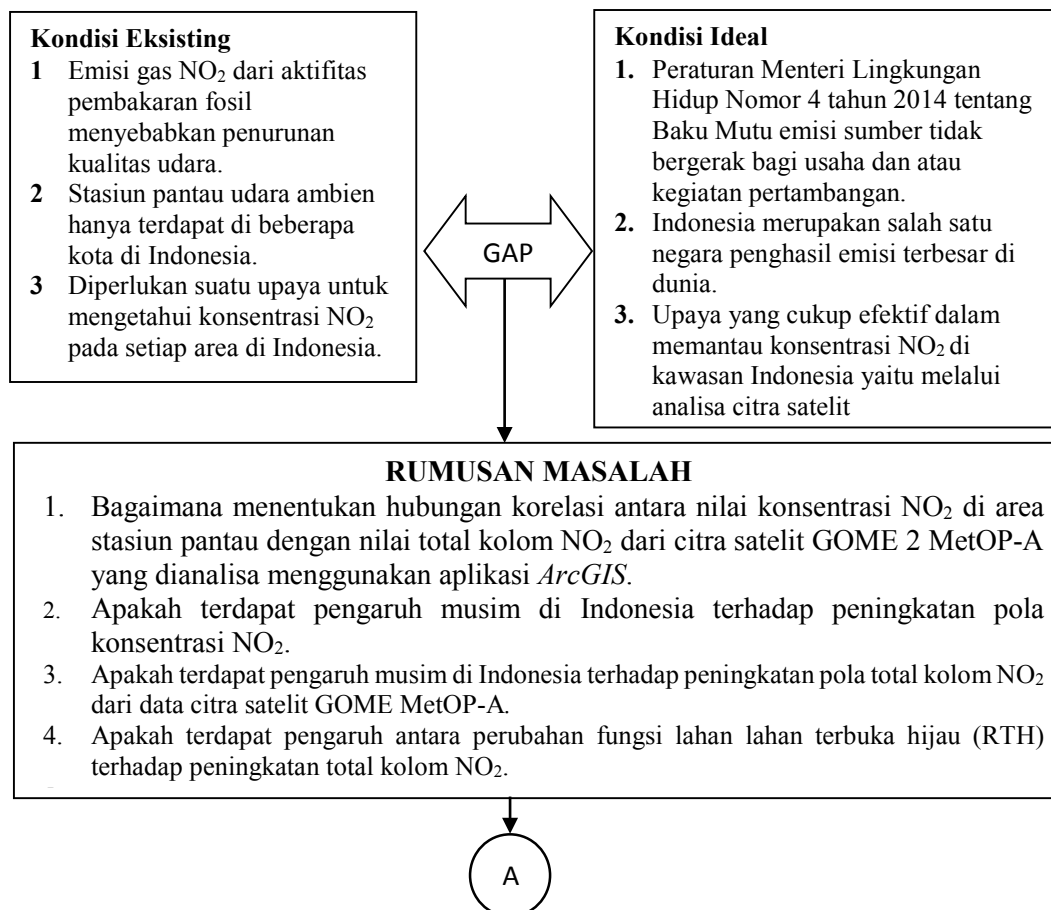 Kondisi Eksisting
1 Emisi gas NO₂ dari aktifitas
pembakaran fosil
menyebabkan penurunan
kualitas udara.
2 Stasiun pantau udara ambien
hanya terdapat di beberapa
kota di Indonesia.
3 Diperlukan suatu upaya untuk
mengetahui konsentrasi NO₂
pada setiap area di Indonesia.
GAP
Kondisi Ideal
1. Peraturan Menteri Lingkungan
Hidup Nomor 4 tahun 2014 tentang
Baku Mutu emisi sumber tidak
bergerak bagi usaha dan atau
kegiatan pertambangan.
2. Indonesia merupakan salah satu
negara penghasil emisi terbesar di
dunia.
3. Upaya yang cukup efektif dalam
memantau konsentrasi NO₂ di
kawasan Indonesia yaitu melalui
analisa citra satelit
RUMUSAN MASALAH
1. Bagaimana menentukan hubungan korelasi antara nilai konsentrasi NO₂ di area
stasiun pantau dengan nilai total kolom NO₂ dari citra satelit GOME 2 MetOP-A
yang dianalisa menggunakan aplikasi ArcGIS.
2. Apakah terdapat pengaruh musim di Indonesia terhadap peningkatan pola
konsentrasi NO₂.
3. Apakah terdapat pengaruh musim di Indonesia terhadap peningkatan pola total kolom NO₂
dari data citra satelit GOME MetOP-A.
4. Apakah terdapat pengaruh antara perubahan fungsi lahan lahan terbuka hijau (RTH)
terhadap peningkatan total kolom NO₂.
A